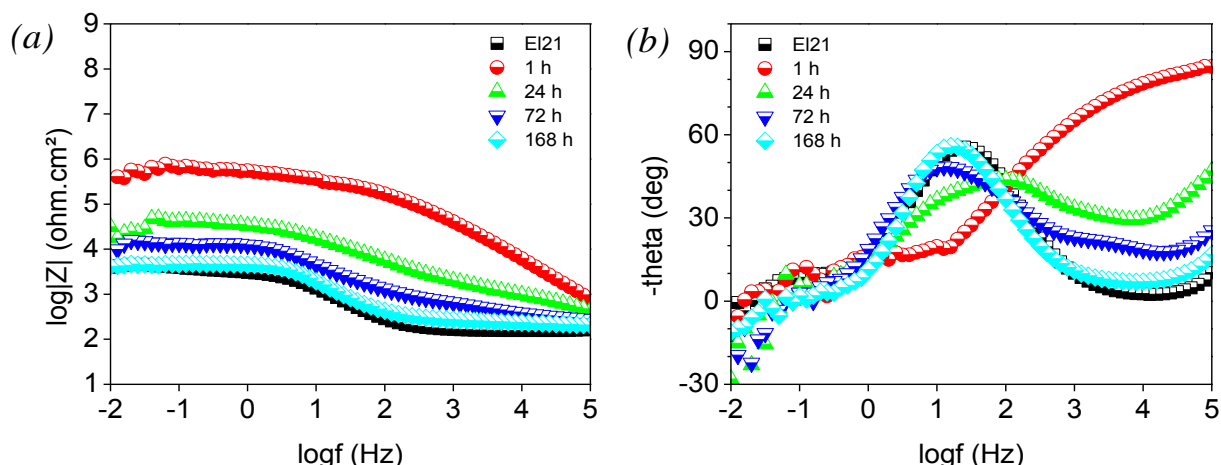 (a)
9
8
7
6
5
4
3
2
1
log|Z| (ohm.cm²)
-2 -1 0 1 2 3 4 5
logf (Hz)
EI21
1 h
24 h
72 h
168 h
(b)
90
60
30
0
-30
-theta (deg)
-2 -1 0 1 2 3 4 5
logf (Hz)
EI21
1 h
24 h
72 h
168 h